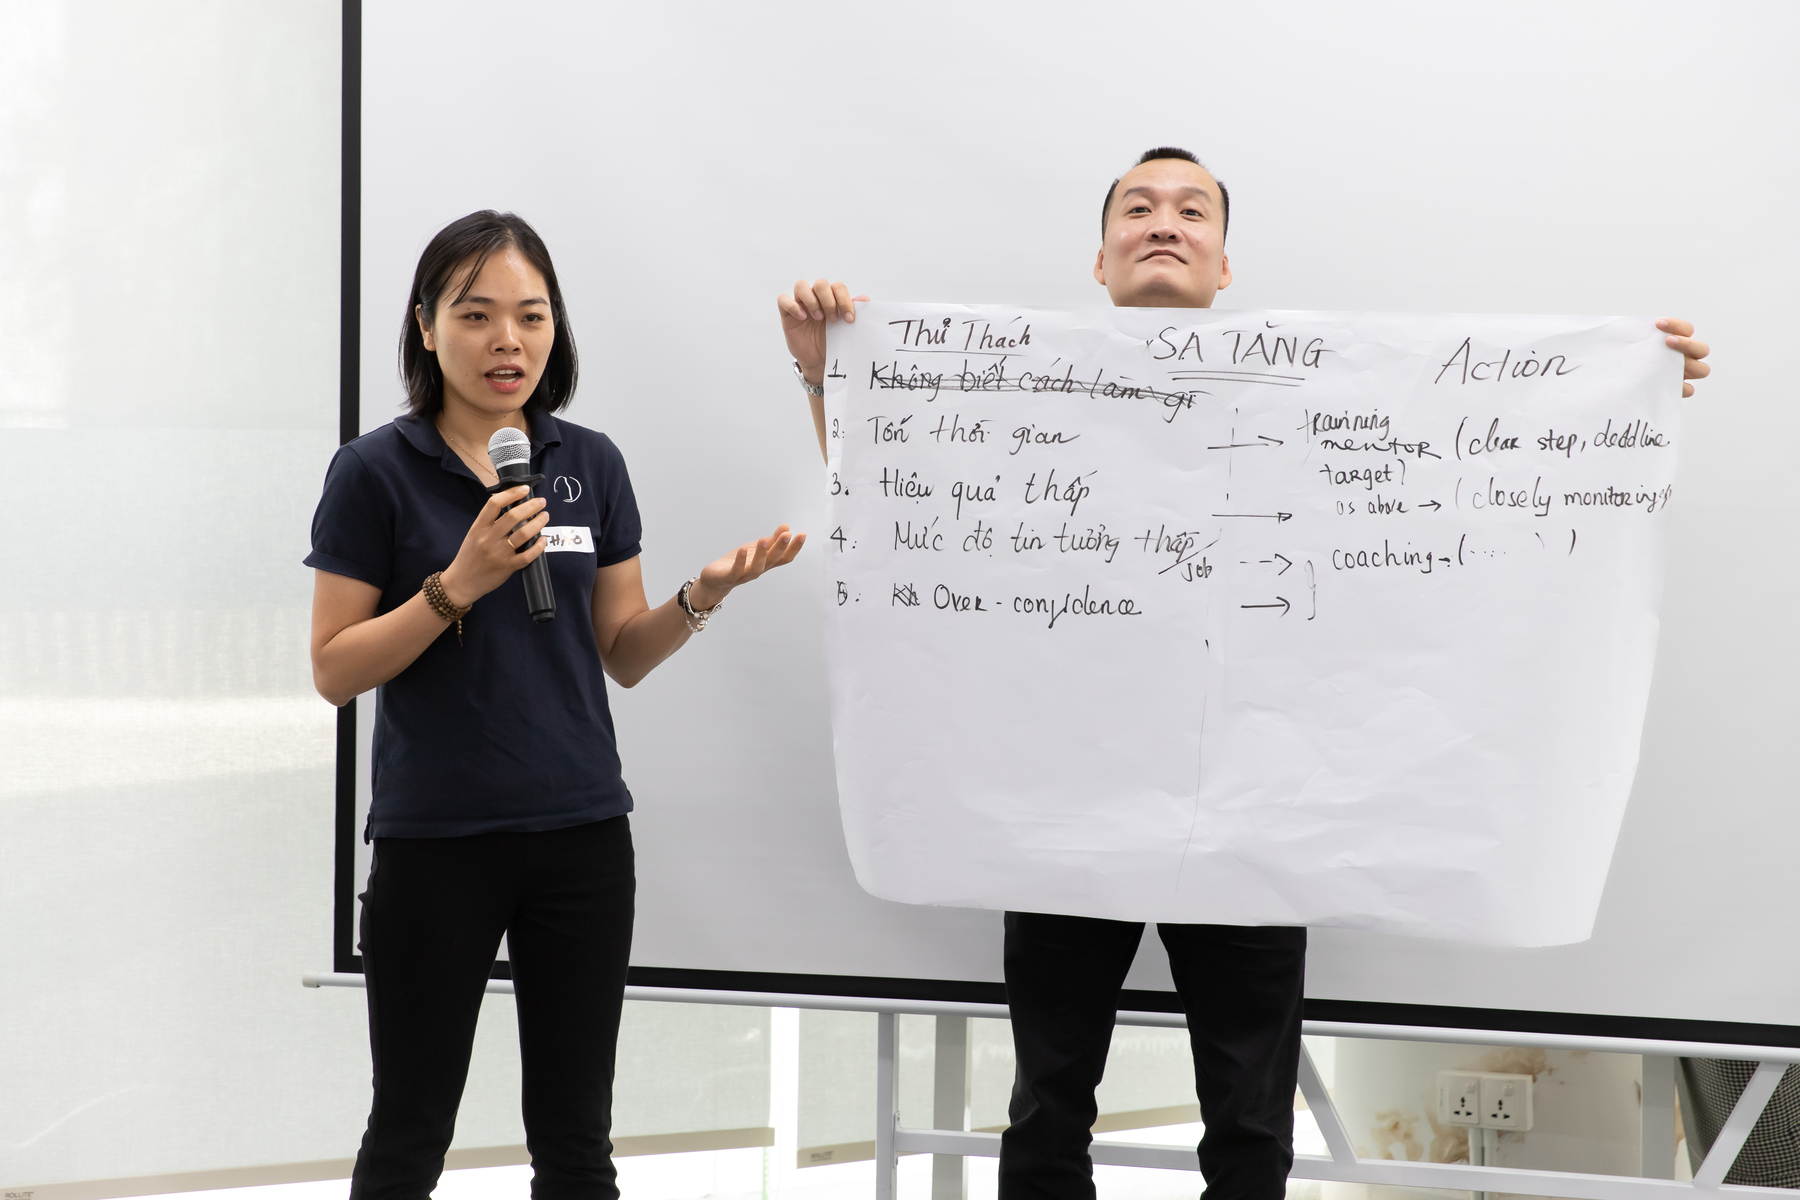 Thử Thách
SA TĂNG
Action
1. Không biết cách làm gì
2. Tốn thời gian
training
mentor (clear step, deadline
target)
3. Hiệu quả thấp
as above → (closely monitoring
4. Mức độ tin tưởng thấp/job
coaching → (.... )
5. Kh Over-confidence